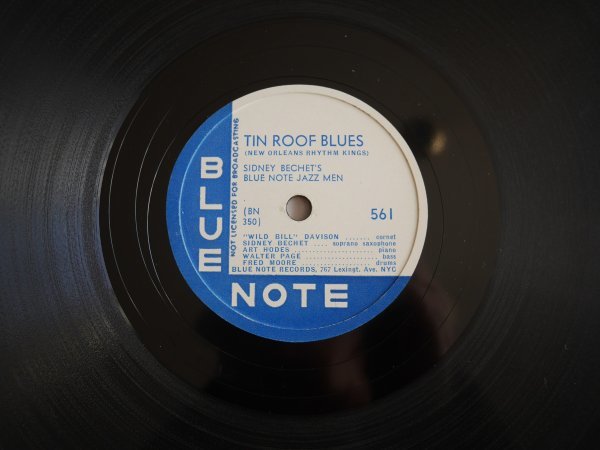 TIN ROOF BLUES
(NEW ORLEANS RHYTHM KINGS)
SIDNEY BECHET'S
BLUE NOTE JAZZ MEN
NOT LICENSED FOR BROADCASTING
BLUE
(BN
350)
561
"WILD BILL" DAVISON ...... cornet
SIDNEY BECHET .... soprano saxophone
ART HODES .................. piano
WALTER PAGE ................ bass
FRED MOORE ................ drums
BLUE NOTE RECORDS, 767 Lexingt. Ave. NYC
NOTE